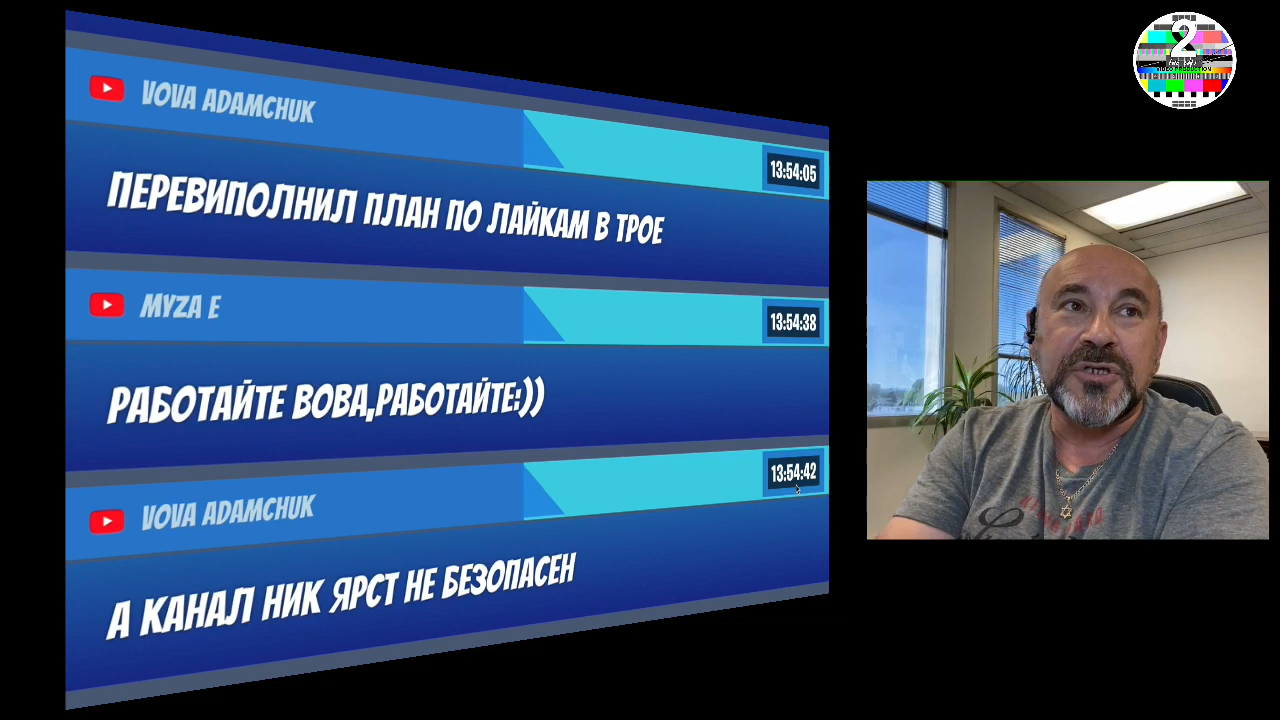 VOVA ADAMCHUK
13:54:05
ПЕРЕВИПОЛНИЛ ПЛАН ПО ЛАЙКАМ В ТРОЕ
MYZA E
13:54:38
РАБОТАЙТЕ ВОВА,РАБОТАЙТЕ:))
VOVA ADAMCHUK
13:54:42
А КАНАЛ НИК ЯРСТ НЕ БЕЗОПАСЕН
2